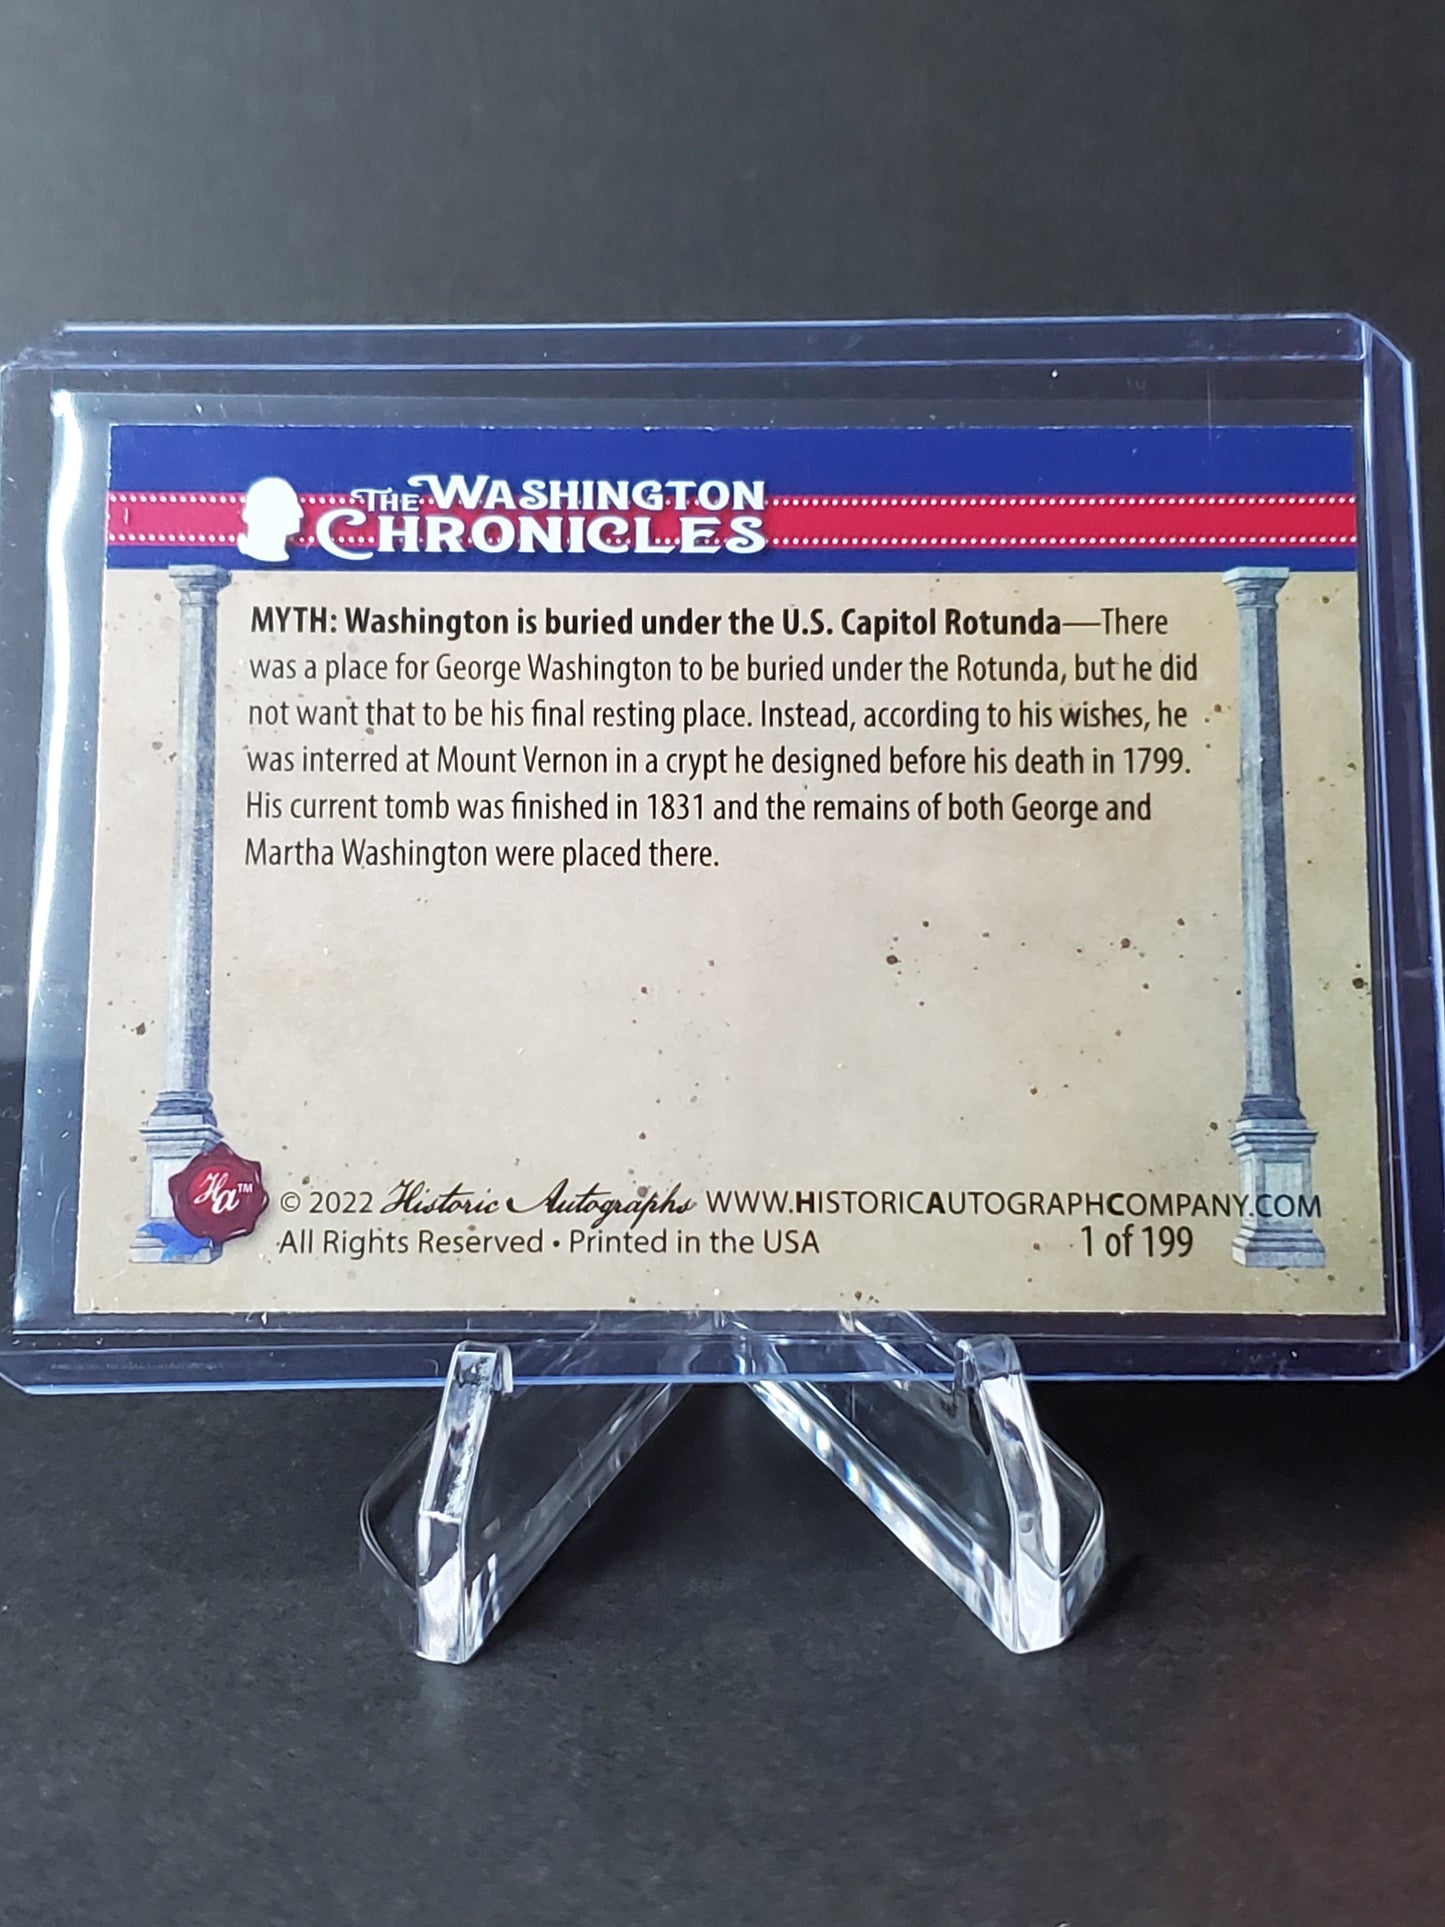 THE WASHINGTON
CHRONICLES
MYTH: Washington is buried under the U.S. Capitol Rotunda—There
was a place for George Washington to be buried under the Rotunda, but he did
not want that to be his final resting place. Instead, according to his wishes, he
was interred at Mount Vernon in a crypt he designed before his death in 1799.
His current tomb was finished in 1831 and the remains of both George and
Martha Washington were placed there.
Ha™ © 2022 Historic Autographs WWW.HISTORICAUTOGRAPHCOMPANY.COM
All Rights Reserved • Printed in the USA 1 of 199